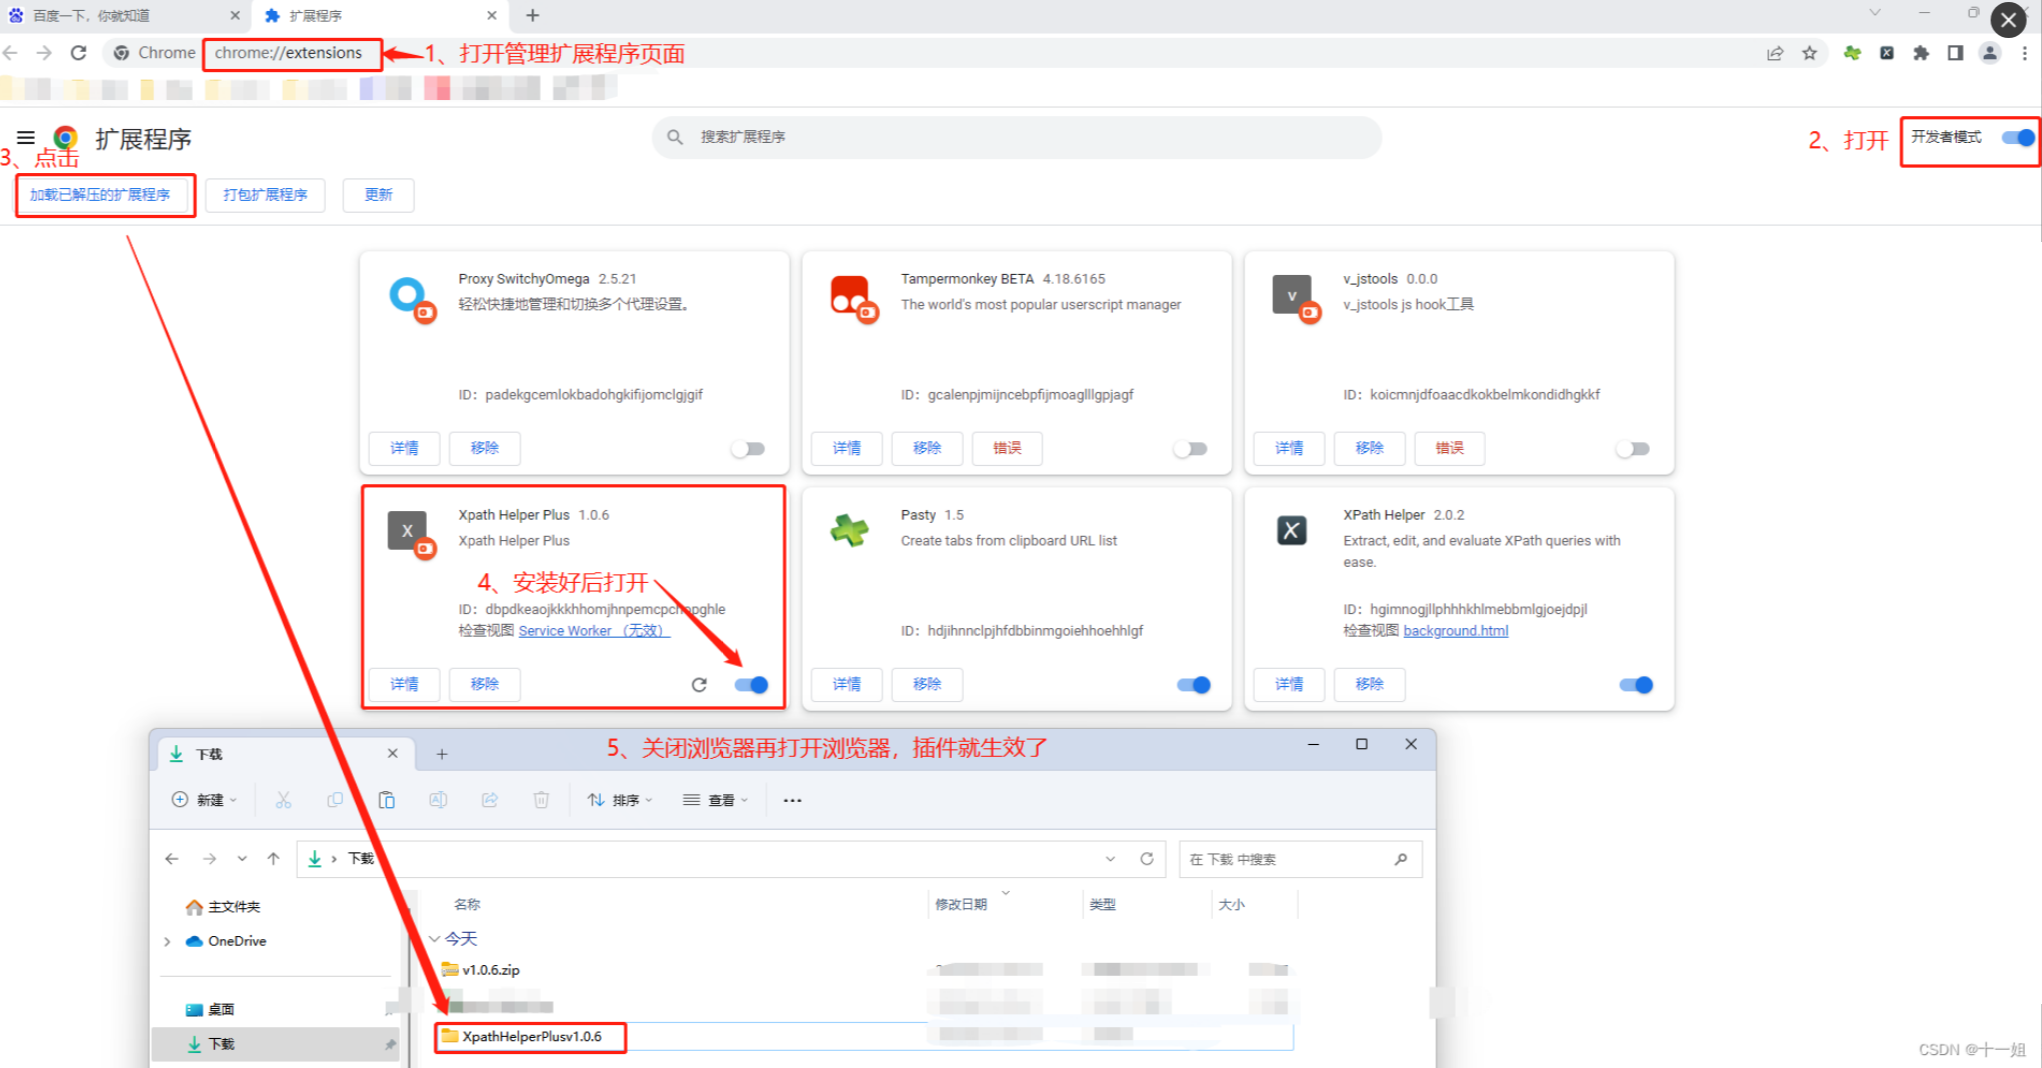 百度一下，你就知道
扩展程序
Chrome
chrome://extensions
1、打开管理扩展程序页面
扩展程序
搜索扩展程序
2、打开
开发者模式
3、点击
加载已解压的扩展程序
打包扩展程序
更新
Proxy SwitchyOmega 2.5.21
轻松快捷地管理和切换多个代理设置。
ID：padekgcemlokbadohgkifijomclgjgif
详情
移除
Tampermonkey BETA 4.18.6165
The world's most popular userscript manager
ID：gcalenpjmijncebpfijmoaglllgpjagf
详情
移除
错误
v_jstools 0.0.0
v_jstools js hook工具
ID：koicmnjdfoaacdkokbelmkondidhgkkf
详情
移除
错误
Xpath Helper Plus 1.0.6
Xpath Helper Plus
4、安装好后打开
检查视图 Service Worker （无效）
详情
移除
Pasty 1.5
Create tabs from clipboard URL list
ID：hdjihnnclpjhfdbbinmgoiehhoehhlgf
详情
移除
XPath Helper 2.0.2
Extract, edit, and evaluate XPath queries with
ease.
ID：hgimnogjllphhhkhlmebbmlgjoejdpjl
检查视图 background.html
详情
移除
下载
5、关闭浏览器再打开浏览器，插件就生效了
新建
排序
查看
下载
在 下载 中搜索
主文件夹
OneDrive
桌面
下载
名称
修改日期
类型
大小
今天
v1.0.6.zip
XpathHelperPlusv1.0.6
CSDN @十一姐